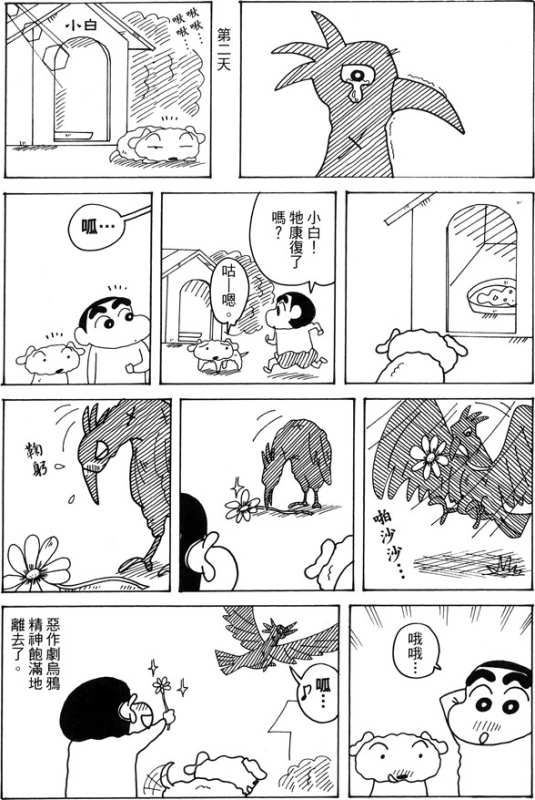 第二天
小白
啾啾…
啾啾…
小白！
牠康復了
嗎？
咕—嗯。
呱…
啪沙沙…
鞠躬
哦
哦…
呱…
惡作劇烏鴉
精神飽滿地
離去了。